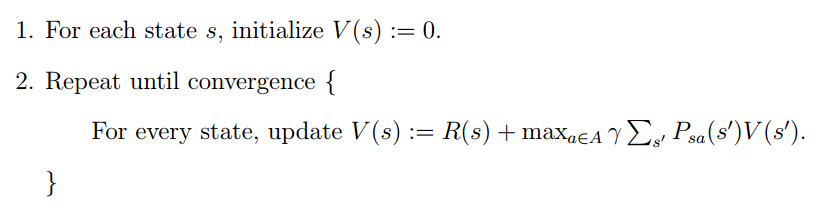 1. For each state s, initialize V(s) := 0.
2. Repeat until convergence {
For every state, update V(s) := R(s) + max_{a∈A} γ ∑_{s′} P_{sa}(s′)V(s′).
}